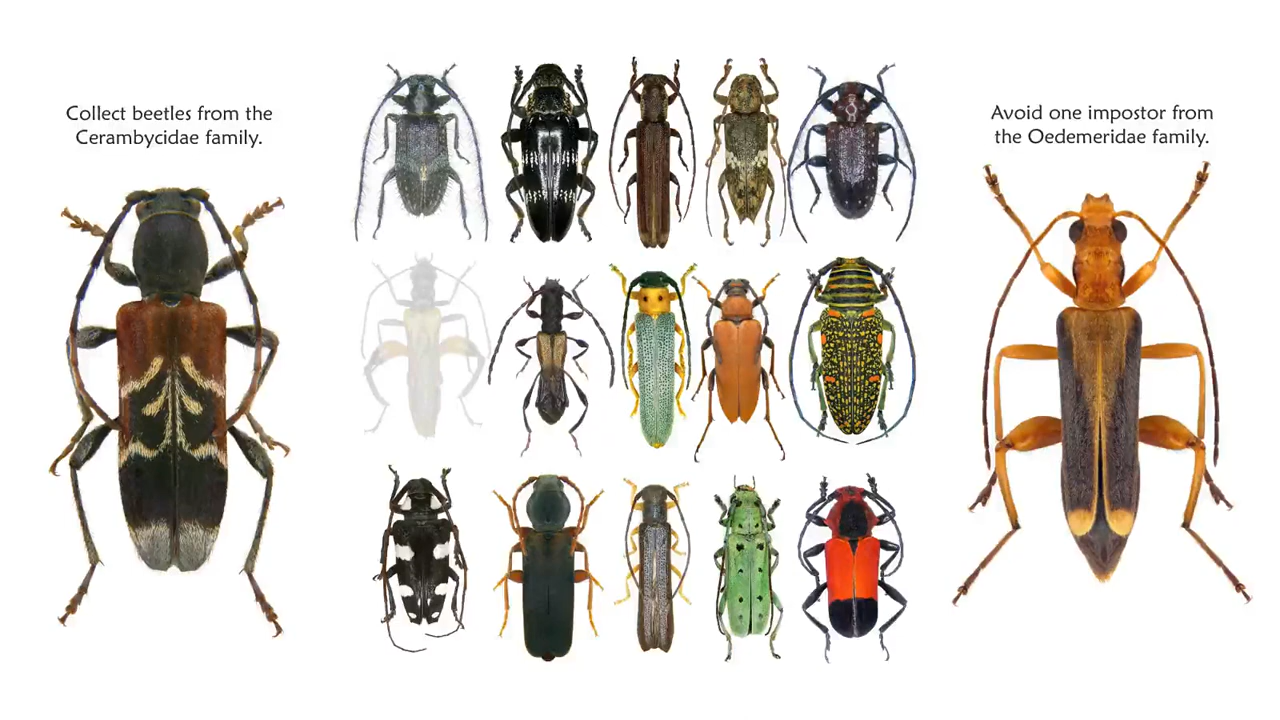 Collect beetles from the
Cerambycidae family.
Avoid one impostor from
the Oedemeridae family.